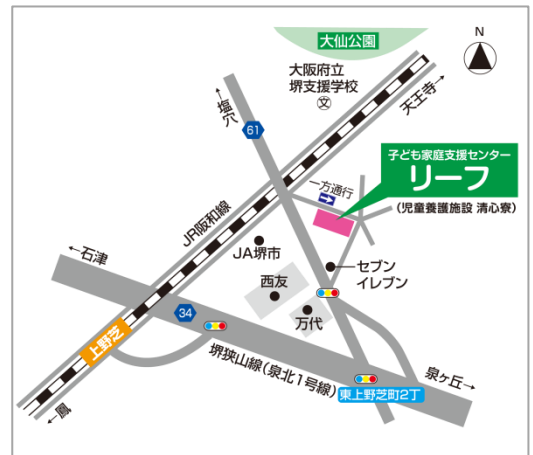 大仙公園
N
大阪府立
堺支援学校
文
天王寺→
←塩穴
61
子ども家庭支援センター
リーフ
(児童養護施設 清心寮)
一方通行
JR阪和線
JA堺市
←石津
セブン
イレブン
西友
34
万代
上野芝
堺狭山線(泉北1号線)
泉ヶ丘→
東上野芝町2丁
←鳳